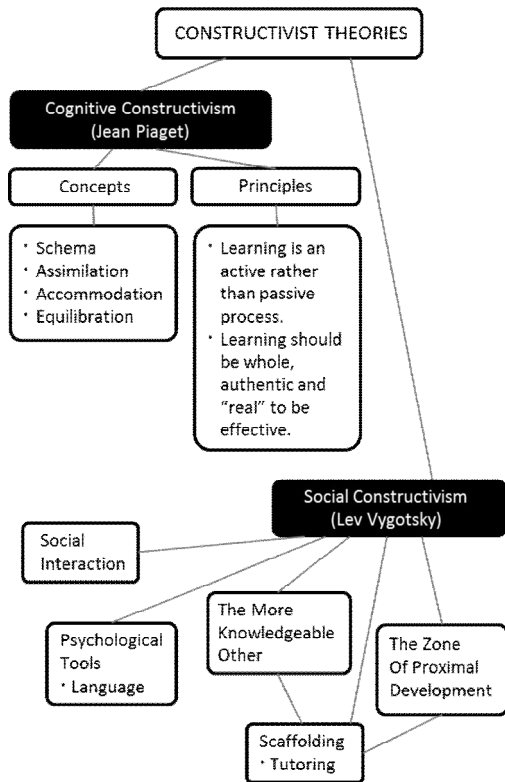 CONSTRUCTIVIST THEORIES
Cognitive Constructivism
(Jean Piaget)
Concepts
Principles
· Schema
· Assimilation
· Accommodation
· Equilibration
· Learning is an
active rather
than passive
process.
· Learning should
be whole,
authentic and
“real” to be
effective.
Social Constructivism
(Lev Vygotsky)
Social
Interaction
Psychological
Tools
· Language
The More
Knowledgeable
Other
The Zone
Of Proximal
Development
Scaffolding
· Tutoring